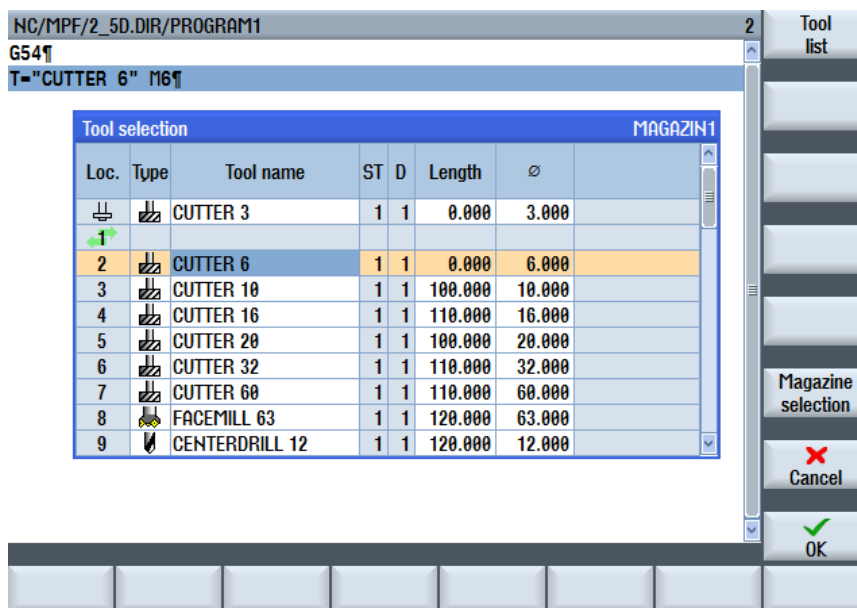 NC/MPF/2_5D.DIR/PROGRAM1 2
G54¶
T="CUTTER 6" M6¶
Tool selection MAGAZIN1
Loc. Type Tool name ST D Length Ø
CUTTER 3 1 1 0.000 3.000
1
2 CUTTER 6 1 1 0.000 6.000
3 CUTTER 10 1 1 100.000 10.000
4 CUTTER 16 1 1 110.000 16.000
5 CUTTER 20 1 1 100.000 20.000
6 CUTTER 32 1 1 110.000 32.000
7 CUTTER 60 1 1 110.000 60.000
8 FACEMILL 63 1 1 120.000 63.000
9 CENTERDRILL 12 1 1 120.000 12.000
Tool
list
Magazine
selection
Cancel
OK